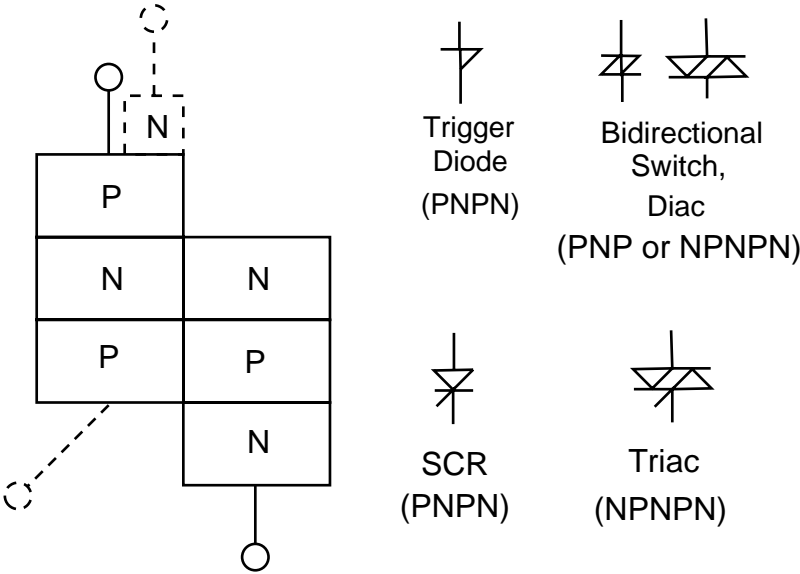 N
P
N
N
P
P
N
Trigger
Diode
(PNPN)
Bidirectional
Switch,
Diac
(PNP or NPNPN)
SCR
(PNPN)
Triac
(NPNPN)